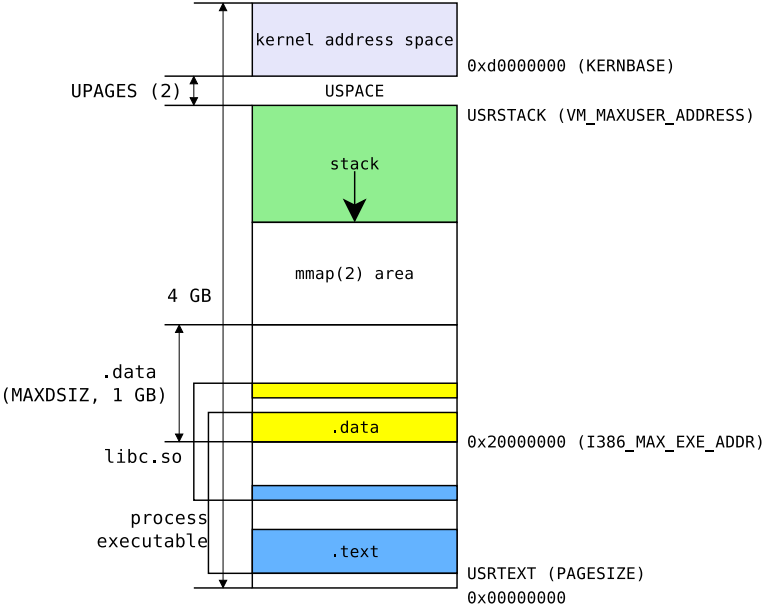 kernel address space
0xd0000000 (KERNBASE)
UPAGES (2)
USPACE
USRSTACK (VM_MAXUSER_ADDRESS)
stack
mmap(2) area
4 GB
.data
(MAXDSIZ, 1 GB)
.data
0x20000000 (I386_MAX_EXE_ADDR)
libc.so
process
executable
.text
USRTEXT (PAGESIZE)
0x00000000